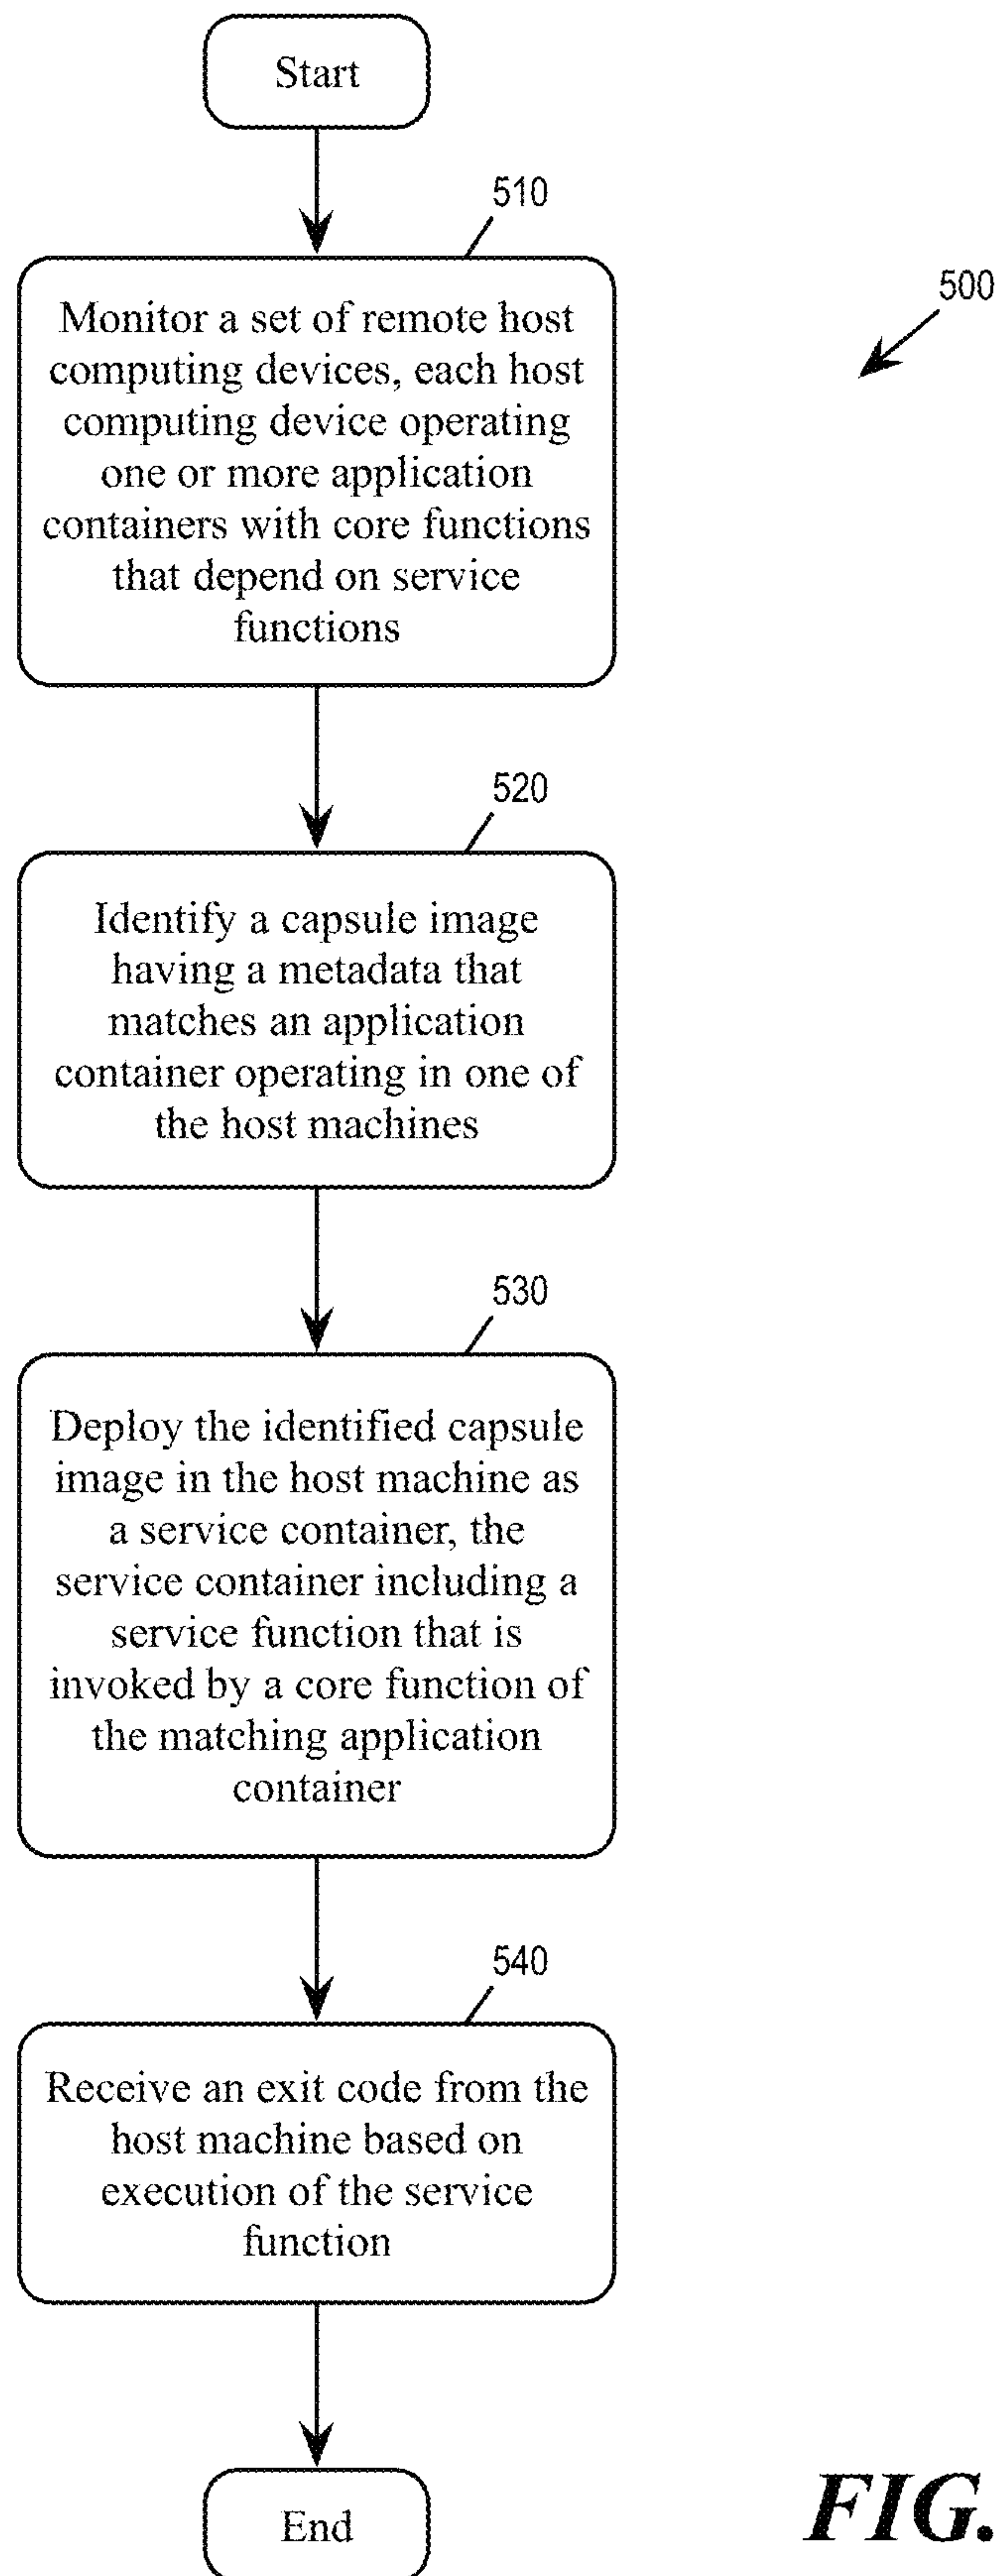 Start
510
500
Monitor a set of remote host
computing devices, each host
computing device operating
one or more application
containers with core functions
that depend on service
functions
520
Identify a capsule image
having a metadata that
matches an application
container operating in one of
the host machines
530
Deploy the identified capsule
image in the host machine as
a service container, the
service container including a
service function that is
invoked by a core function of
the matching application
container
540
Receive an exit code from the
host machine based on
execution of the service
function
End
FIG.